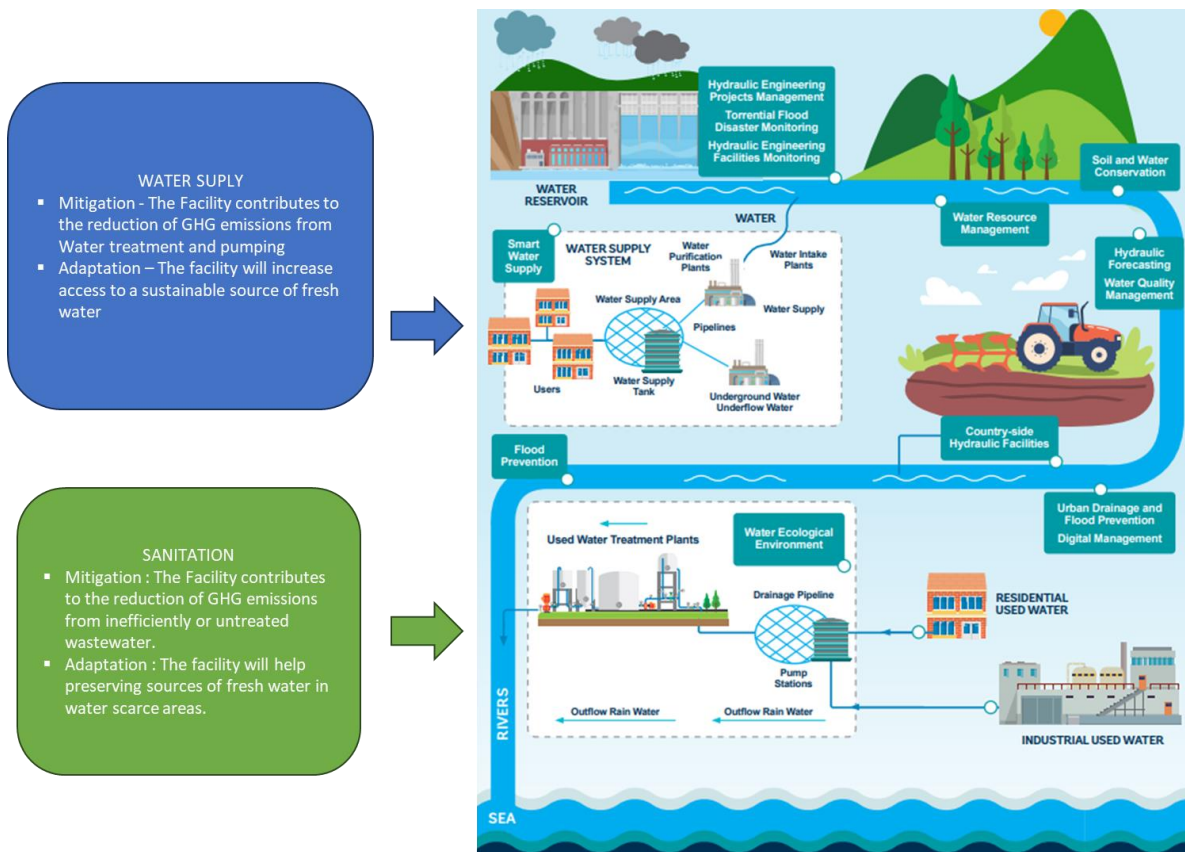 WATER SUPLY
▪ Mitigation - The Facility contributes to
the reduction of GHG emissions from
Water treatment and pumping
▪ Adaptation – The facility will increase
access to a sustainable source of fresh
water
SANITATION
▪ Mitigation : The Facility contributes
to the reduction of GHG emissions
from inefficiently or untreated
wastewater.
▪ Adaptation : The facility will help
preserving sources of fresh water in
water scarce areas.
Hydraulic Engineering
Projects Management
Torrential Flood
Disaster Monitoring
Hydraulic Engineering
Facilities Monitoring
Soil and Water
Conservation
WATER
RESERVOIR
WATER
Water Resource
Management
Hydraulic
Forecasting
Water Quality
Management
Smart
Water
Supply
WATER SUPPLY
SYSTEM
Water
Purification
Plants
Water Intake
Plants
Water Supply Area
Water Supply
Pipelines
Users
Water Supply
Tank
Underground Water
Underflow Water
Country-side
Hydraulic Facilities
Flood
Prevention
Urban Drainage and
Flood Prevention
Digital Management
Used Water Treatment Plants
Water Ecological
Environment
Drainage Pipeline
RESIDENTIAL
USED WATER
Pump
Stations
Outflow Rain Water
Outflow Rain Water
INDUSTRIAL USED WATER
RIVERS
SEA